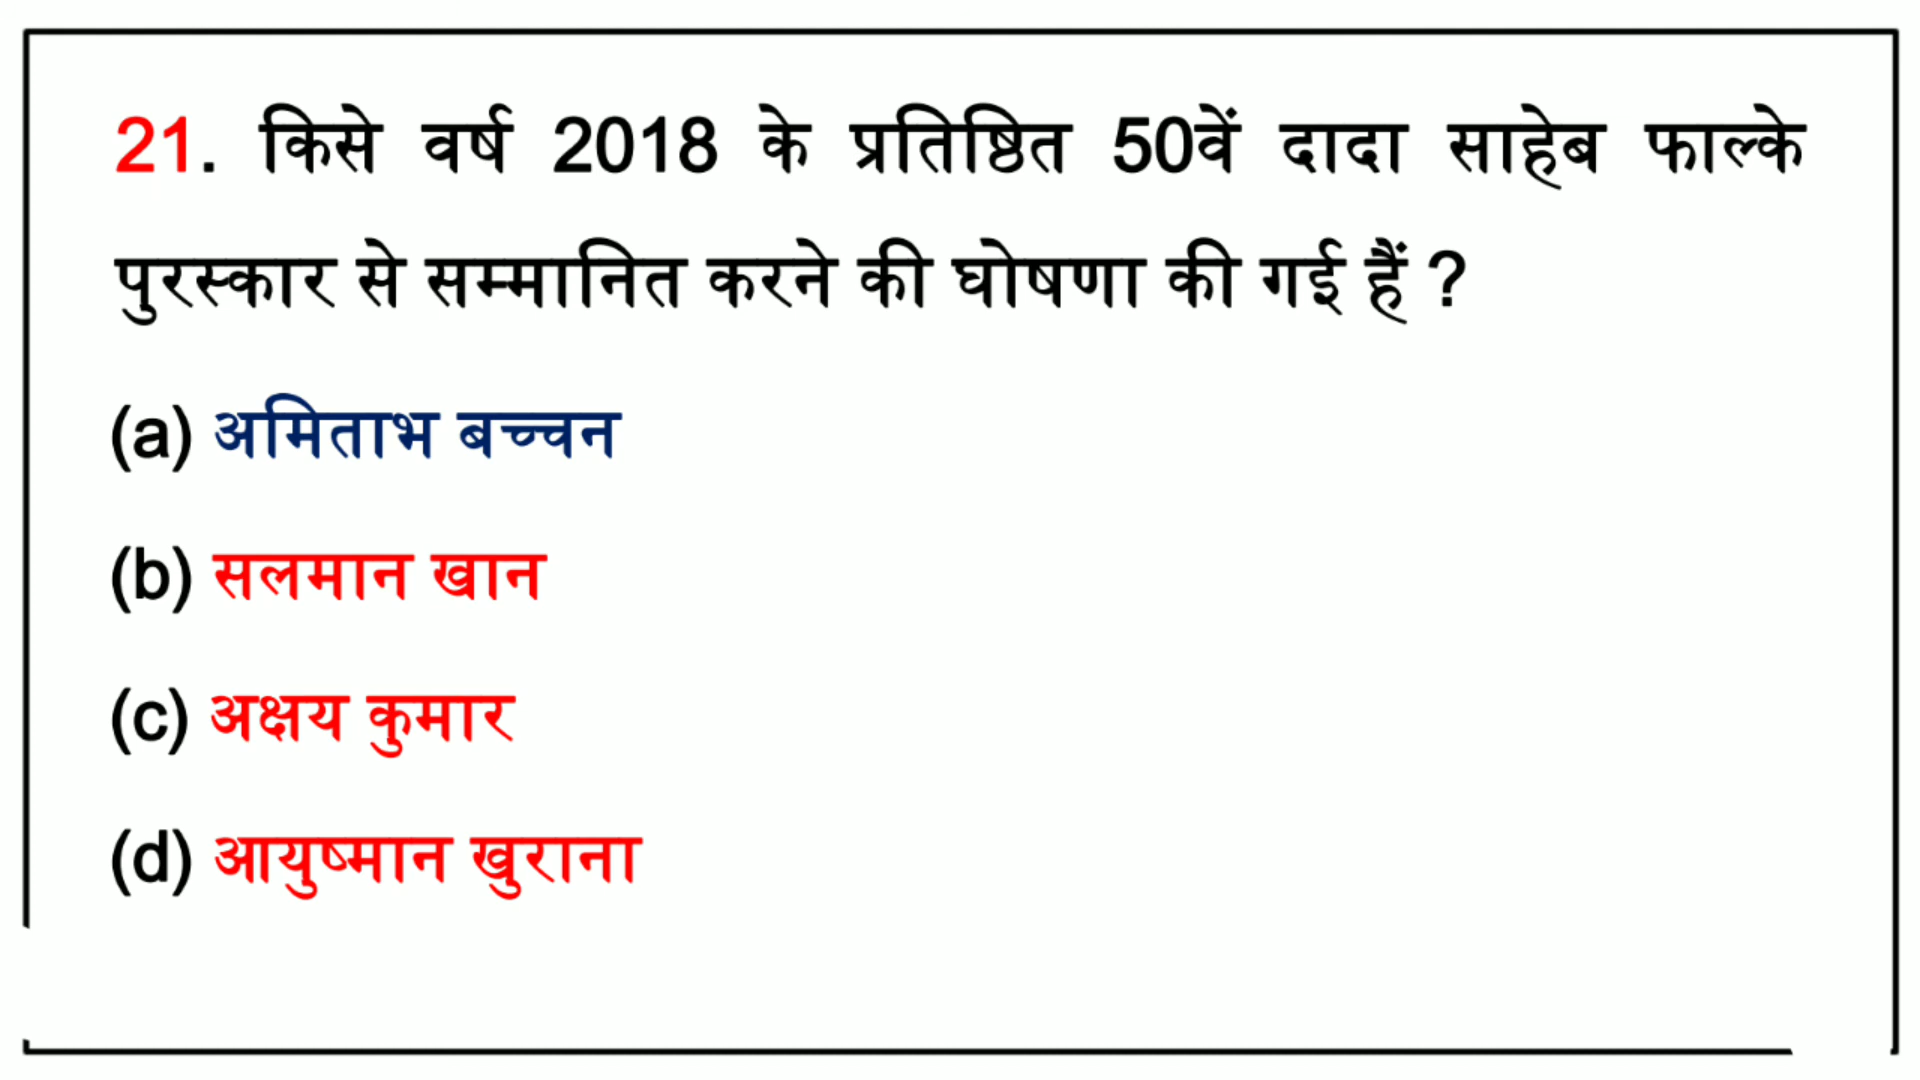 21. किसे वर्ष 2018 के प्रतिष्ठित 50वें दादा साहेब फाल्के
पुरस्कार से सम्मानित करने की घोषणा की गई हैं ?
(a) अमिताभ बच्चन
(b) सलमान खान
(c) अक्षय कुमार
(d) आयुष्मान खुराना